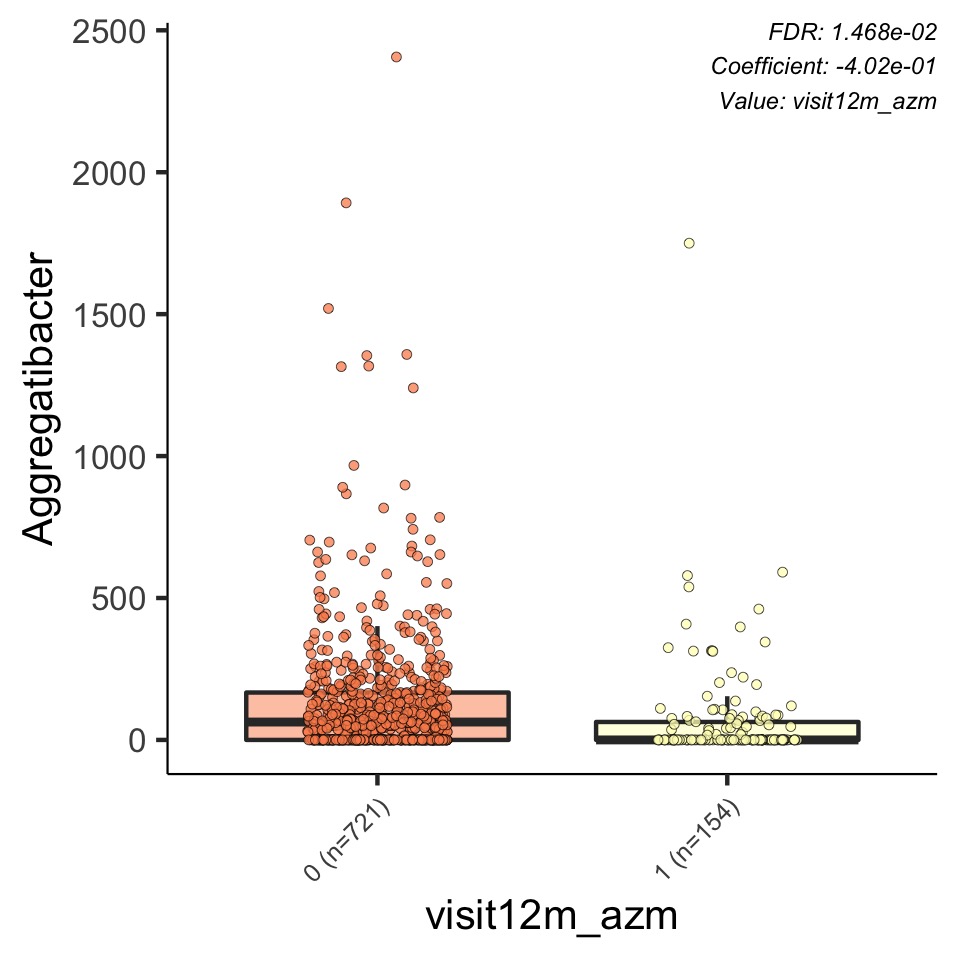 FDR: 1.468e-02
Coefficient: -4.02e-01
Value: visit12m_azm
2500
2000
1500
1000
500
0
Aggregatibacter
0 (n=721)
1 (n=154)
visit12m_azm